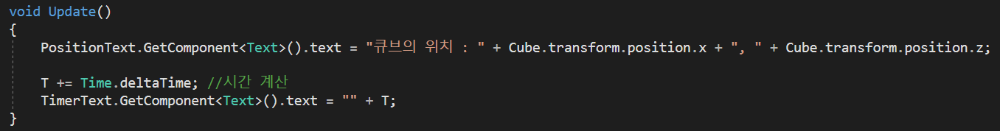 void Update()
{
PositionText.GetComponent<Text>().text = "큐브의 위치 : " + Cube.transform.position.x + ", " + Cube.transform.position.z;
T += Time.deltaTime; //시간 계산
TimerText.GetComponent<Text>().text = "" + T;
}